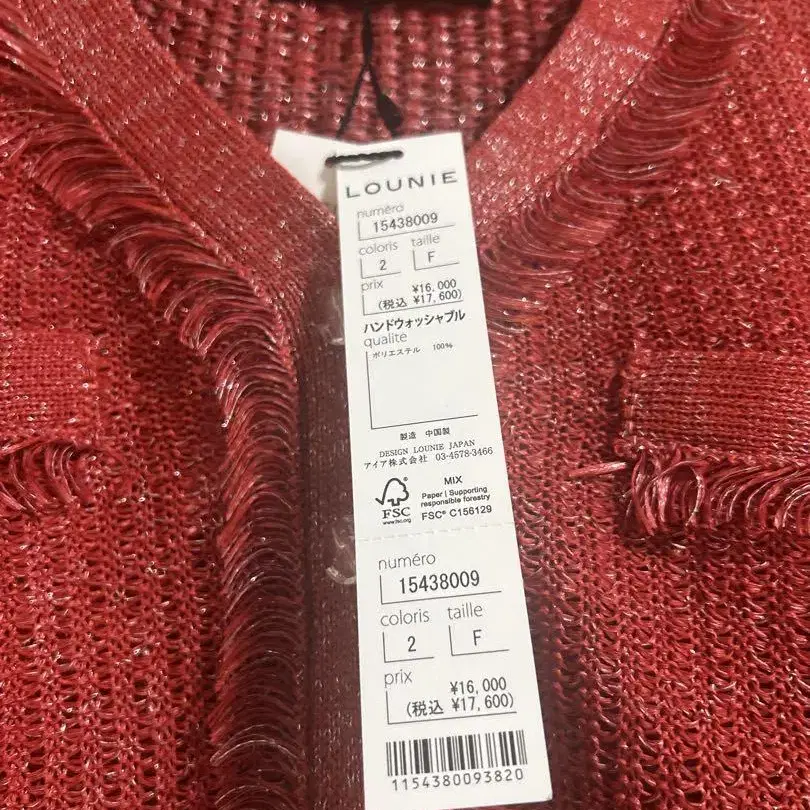 LOUNIE
numéro
15438009
coloris taille
2 F
prix
¥16,000
(税込 ¥17,600)
ハンドウォッシャブル
qualité
ポリエステル 100%
製造 中国製
DESIGN LOUNIE JAPAN
アイア株式会社 03-4578-3466
FSC
www.fsc.org
MIX
Paper | Supporting
responsible forestry
FSC® C156129
numéro
15438009
coloris taille
2 F
prix
¥16,000
(税込 ¥17,600)
1154380093820